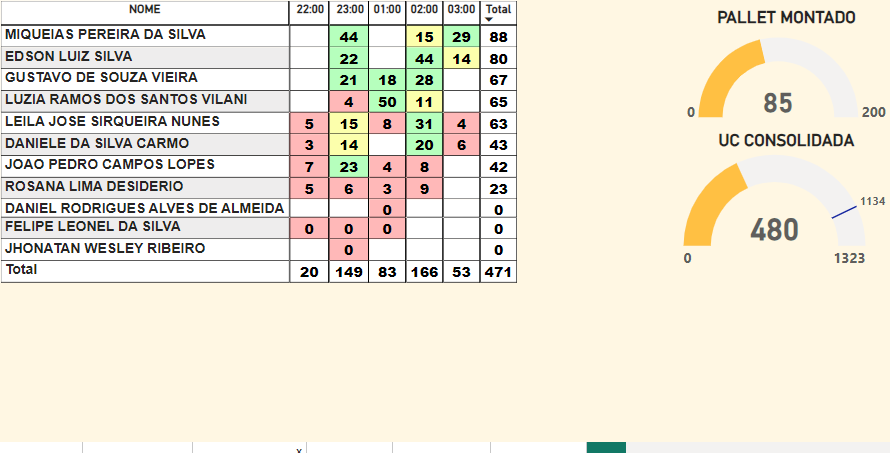 NOME 22:00 23:00 01:00 02:00 03:00 Total
MIQUEIAS PEREIRA DA SILVA 44 15 29 88
EDSON LUIZ SILVA 22 44 14 80
GUSTAVO DE SOUZA VIEIRA 21 18 28 67
LUZIA RAMOS DOS SANTOS VILANI 4 50 11 65
LEILA JOSE SIRQUEIRA NUNES 5 15 8 31 4 63
DANIELE DA SILVA CARMO 3 14 20 6 43
JOAO PEDRO CAMPOS LOPES 7 23 4 8 42
ROSANA LIMA DESIDERIO 5 6 3 9 23
DANIEL RODRIGUES ALVES DE ALMEIDA 0 0
FELIPE LEONEL DA SILVA 0 0 0 0
JHONATAN WESLEY RIBEIRO 0 0
Total 20 149 83 166 53 471
PALLET MONTADO
85
0 200
UC CONSOLIDADA
1134
480
0 1323
x